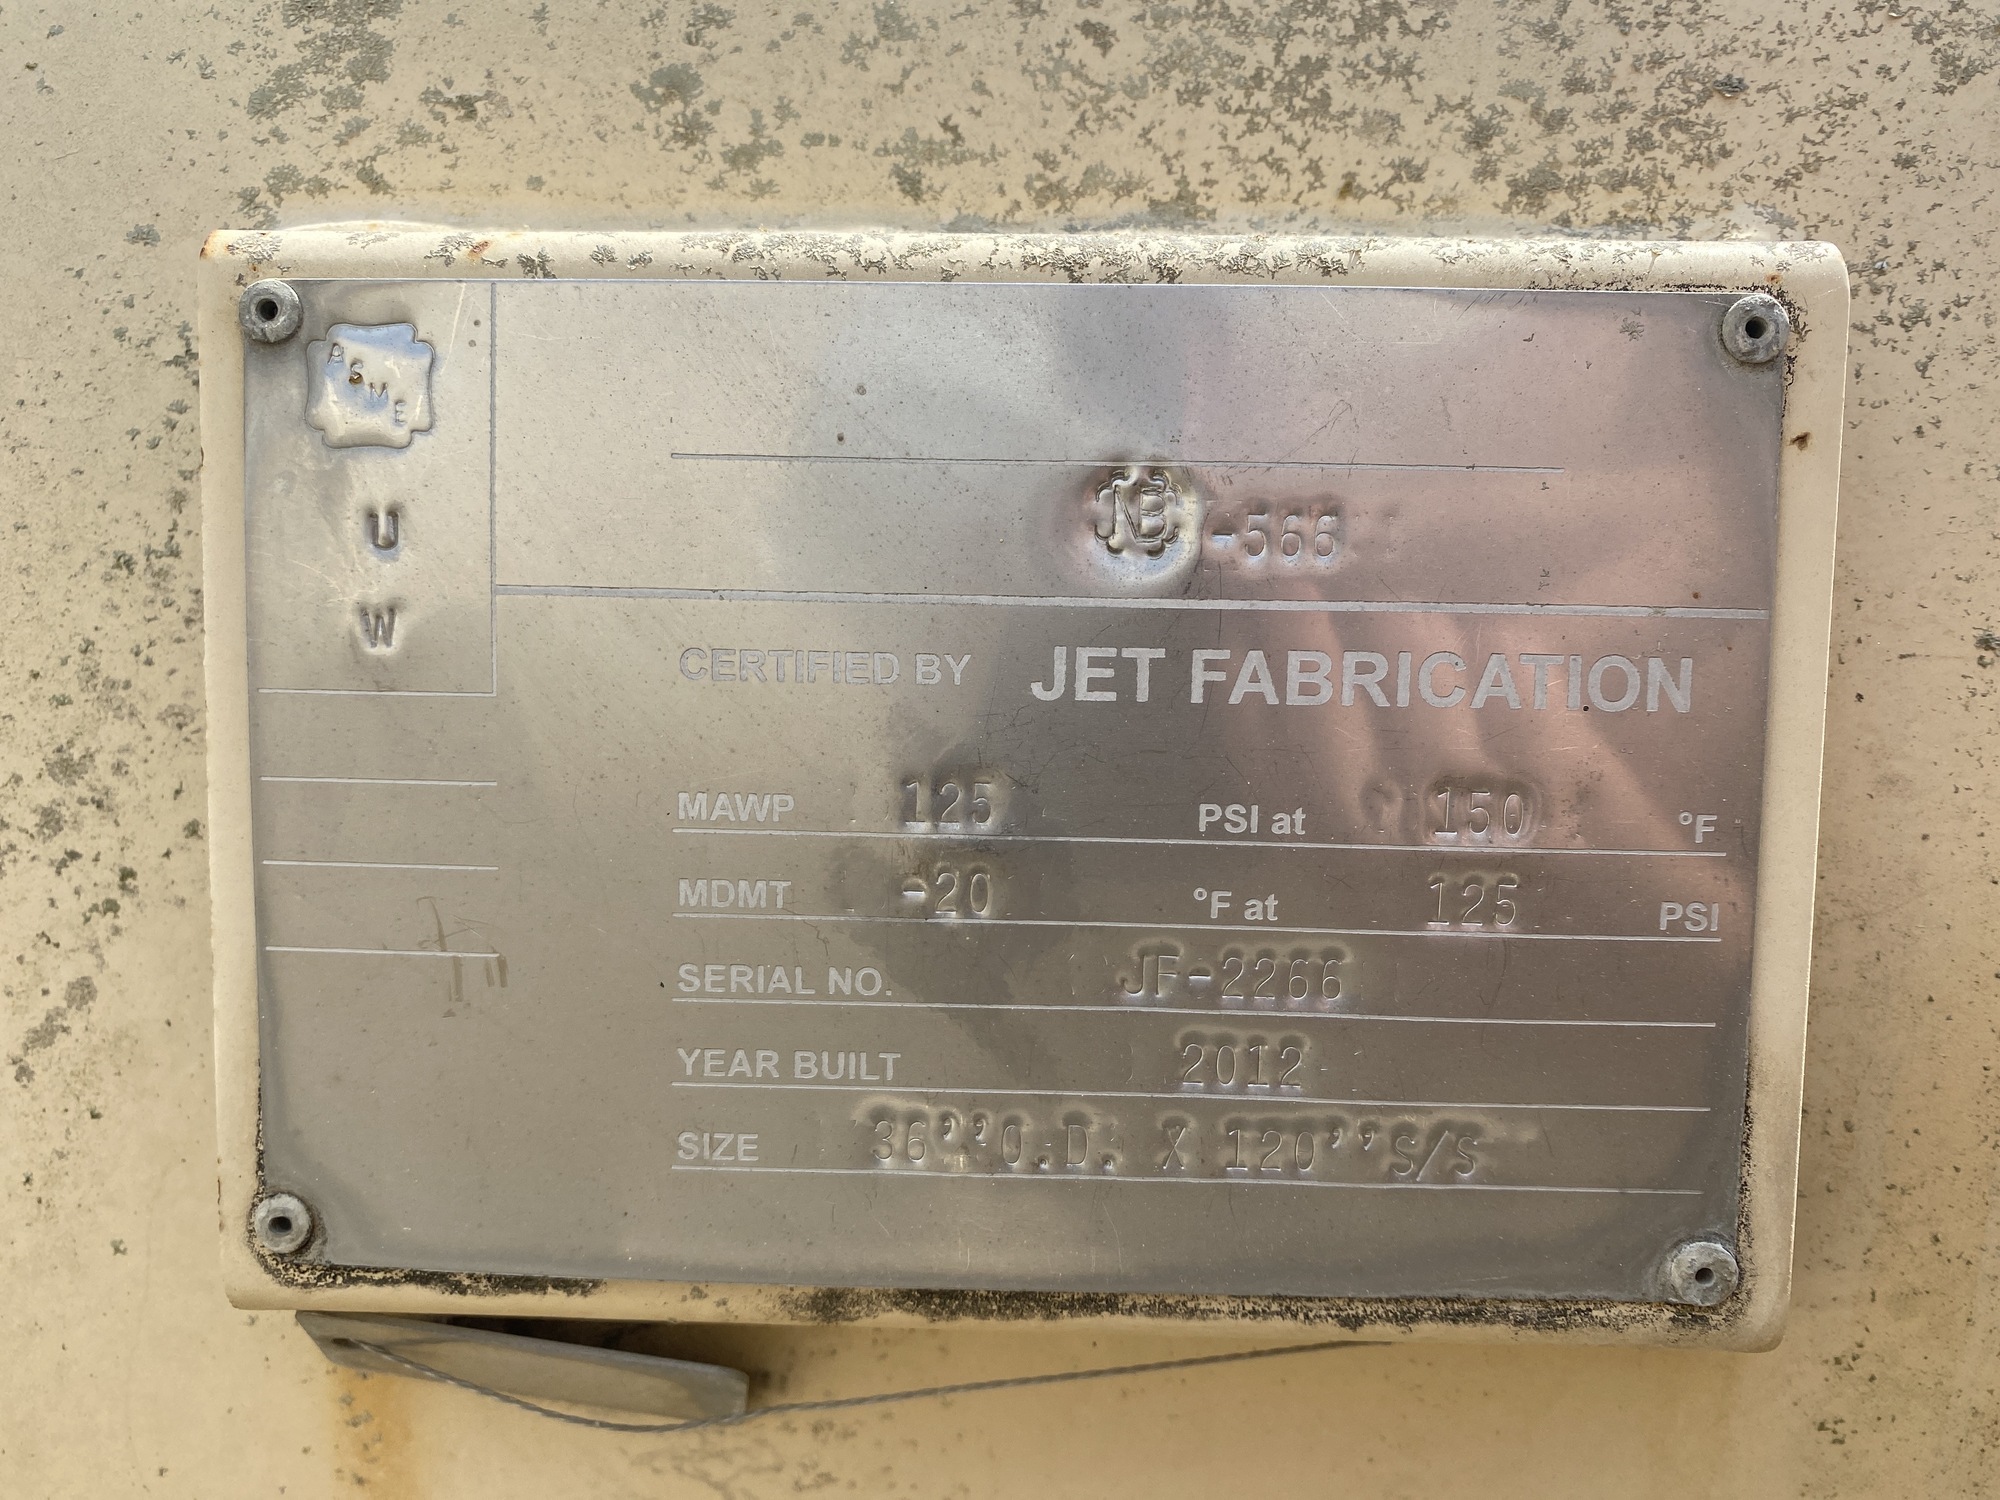 ASME
U
W
NB -566
CERTIFIED BY JET FABRICATION
MAWP 125 PSI at 150 °F
MDMT -20 °F at 125 PSI
SERIAL NO. JF-2266
YEAR BUILT 2012
SIZE 36''O.D. X 120''S/S